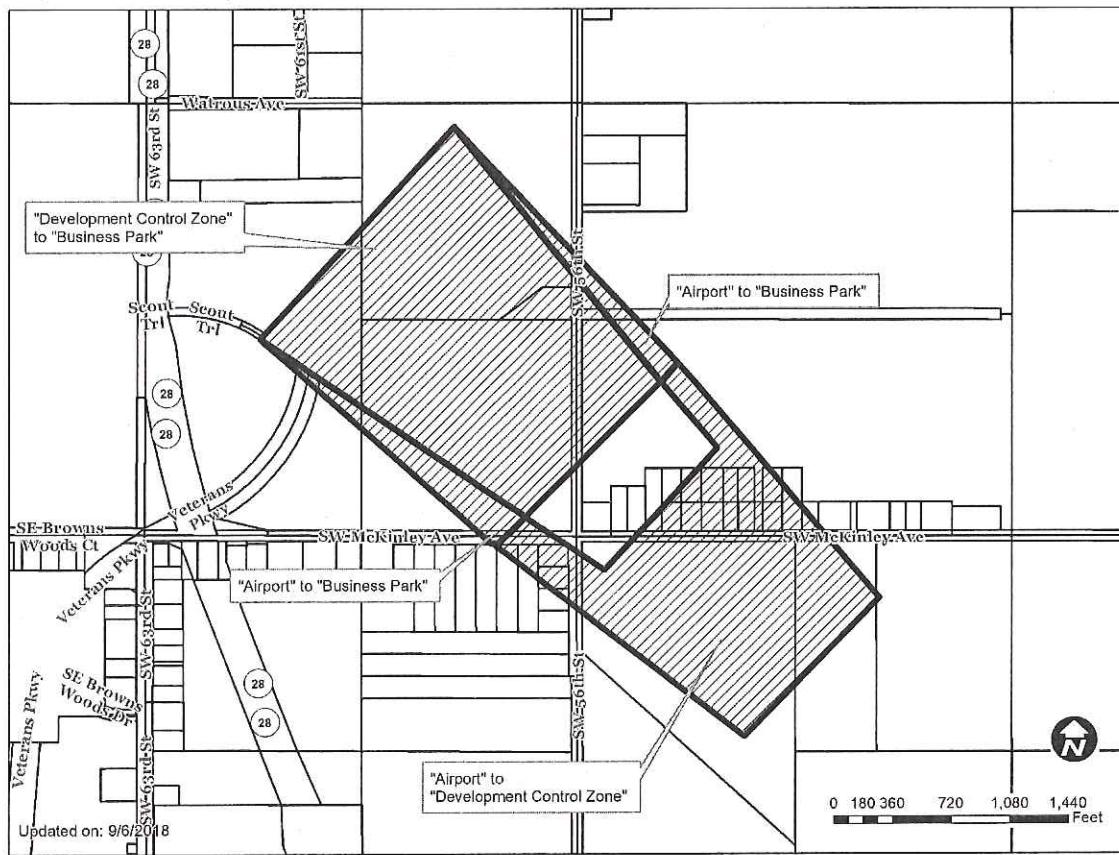 28
28
SW 63rd St
SW 61st St
Watrous Ave
"Development Control Zone"
to "Business Park"
28
SW 56th St
"Airport" to "Business Park"
Scout
Trl
Scout
Trl
28
28
Veterans
Pkwy
SE Browns
Woods Ct
SW McKinley Ave
SW McKinley Ave
Veterans Pkwy
"Airport" to "Business Park"
SW 63rd St
SE Browns
Woods Dr
28
28
Veterans Pkwy
SW 63rd St
SW 56th St
"Airport" to
"Development Control Zone"
N
0 180 360 720 1,080 1,440
Feet
Updated on: 9/6/2018